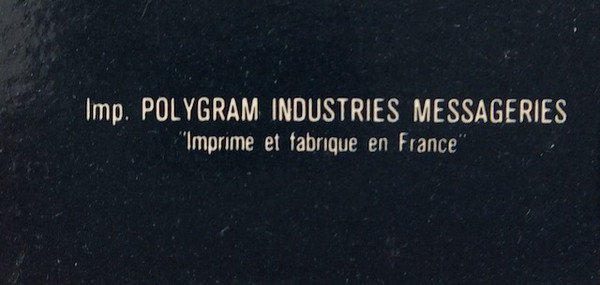 Imp. POLYGRAM INDUSTRIES MESSAGERIES
"Imprime et fabrique en France"